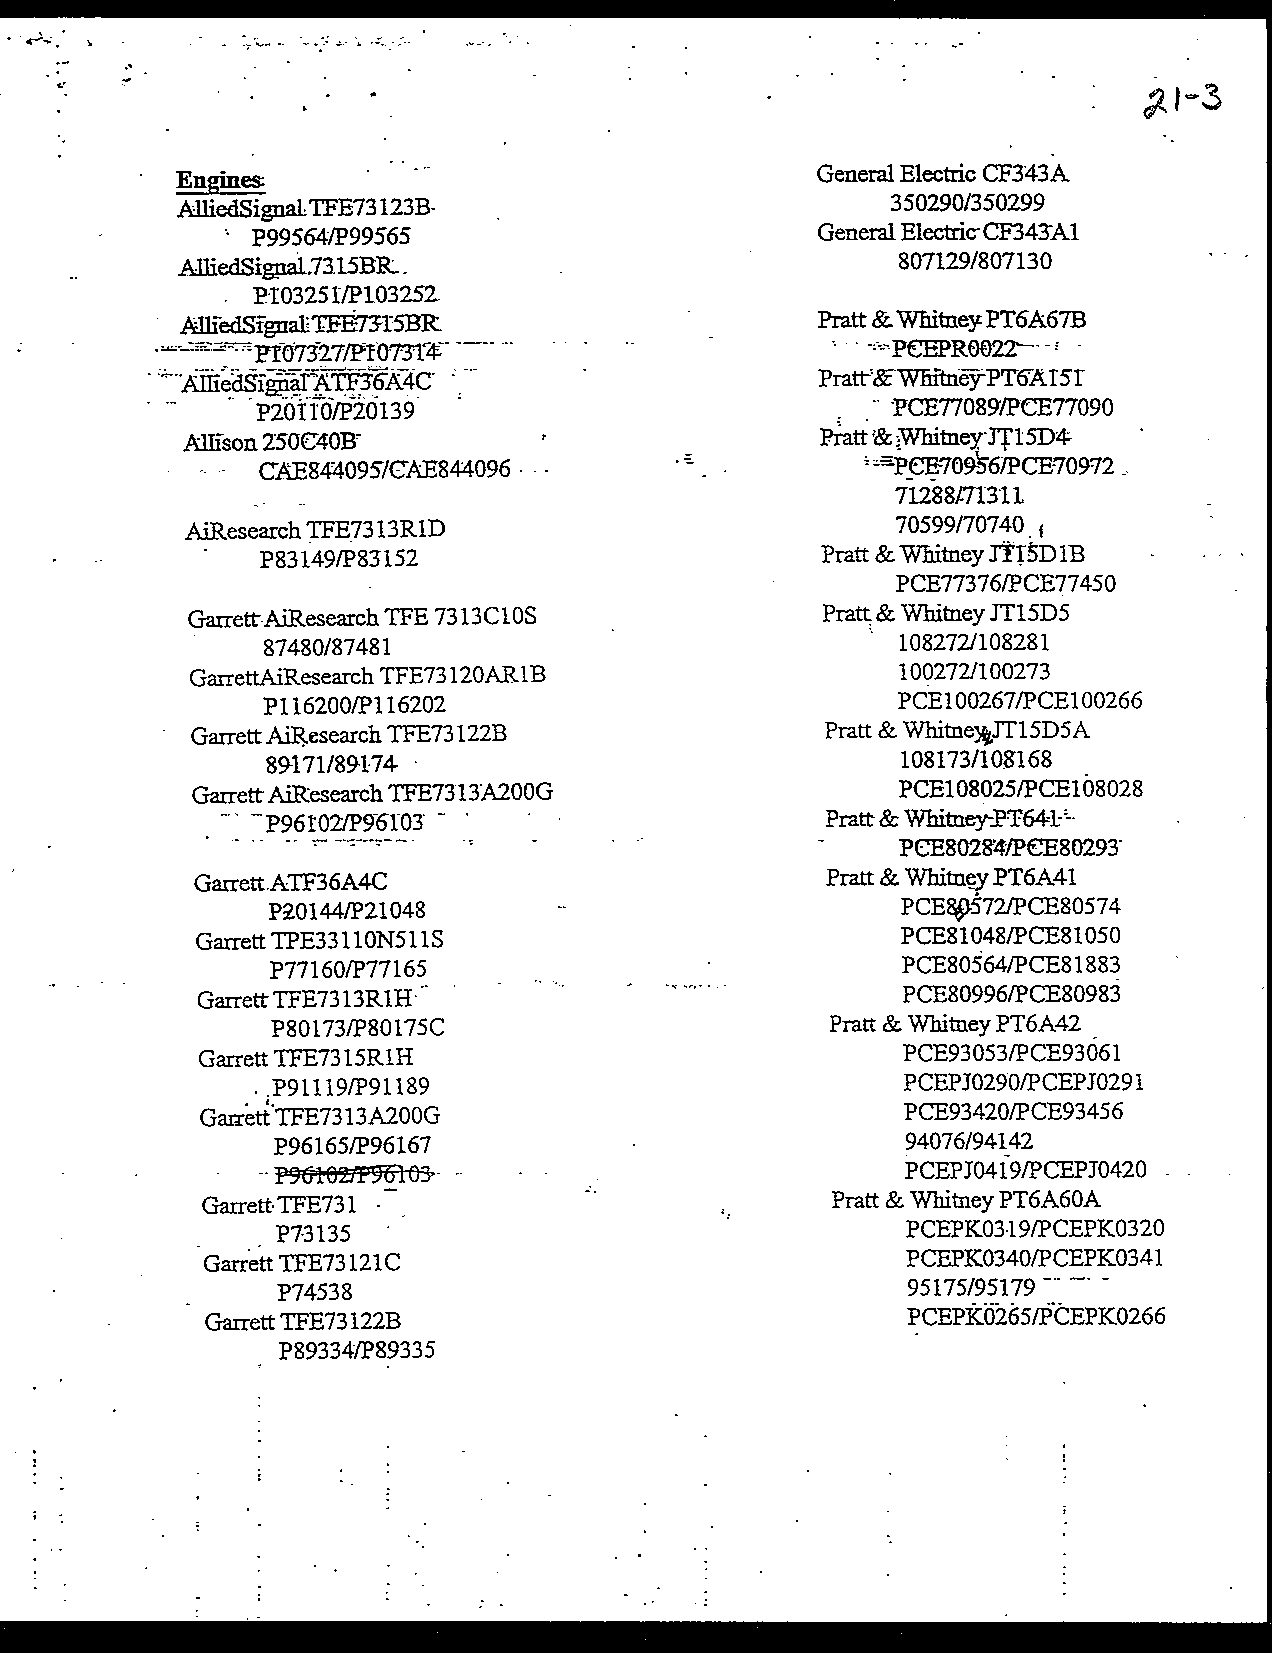 21-3
Engines:
AlliedSignal TFE73123B
P99564/P99565
AlliedSignal 7315BR
P103251/P103252
AlliedSignal TFE7315BR
P107327/P107314
AlliedSignal ATF36A4C
P20110/P20139
Allison 250C40B
CAE844095/CAE844096
AiResearch TFE7313R1D
P83149/P83152
Garrett AiResearch TFE 7313C10S
87480/87481
GarrettAiResearch TFE73120AR1B
P116200/P116202
Garrett AiResearch TFE73122B
89171/89174
Garrett AiResearch TFE7313A200G
P96102/P96103
Garrett ATF36A4C
P20144/P21048
Garrett TPE33110N511S
P77160/P77165
Garrett TFE7313R1H
P80173/P80175C
Garrett TFE7315R1H
P91119/P91189
Garrett TFE7313A200G
P96165/P96167
P96102/P96103
Garrett TFE731
P73135
Garrett TFE73121C
P74538
Garrett TFE73122B
P89334/P89335
General Electric CF343A
350290/350299
General Electric CF343A1
807129/807130
Pratt & Whitney PT6A67B
PCEPR0022
Pratt & Whitney PT6A151
PCE77089/PCE77090
Pratt & Whitney JT15D4
PCE70956/PCE70972
71288/71311
70599/70740
Pratt & Whitney JT15D1B
PCE77376/PCE77450
Pratt & Whitney JT15D5
108272/108281
100272/100273
PCE100267/PCE100266
Pratt & Whitney JT15D5A
108173/108168
PCE108025/PCE108028
Pratt & Whitney PT641
PCE80284/PCE80293
Pratt & Whitney PT6A41
PCE80572/PCE80574
PCE81048/PCE81050
PCE80564/PCE81883
PCE80996/PCE80983
Pratt & Whitney PT6A42
PCE93053/PCE93061
PCEPJ0290/PCEPJ0291
PCE93420/PCE93456
94076/94142
PCEPJ0419/PCEPJ0420
Pratt & Whitney PT6A60A
PCEPK0319/PCEPK0320
PCEPK0340/PCEPK0341
95175/95179
PCEPK0265/PCEPK0266